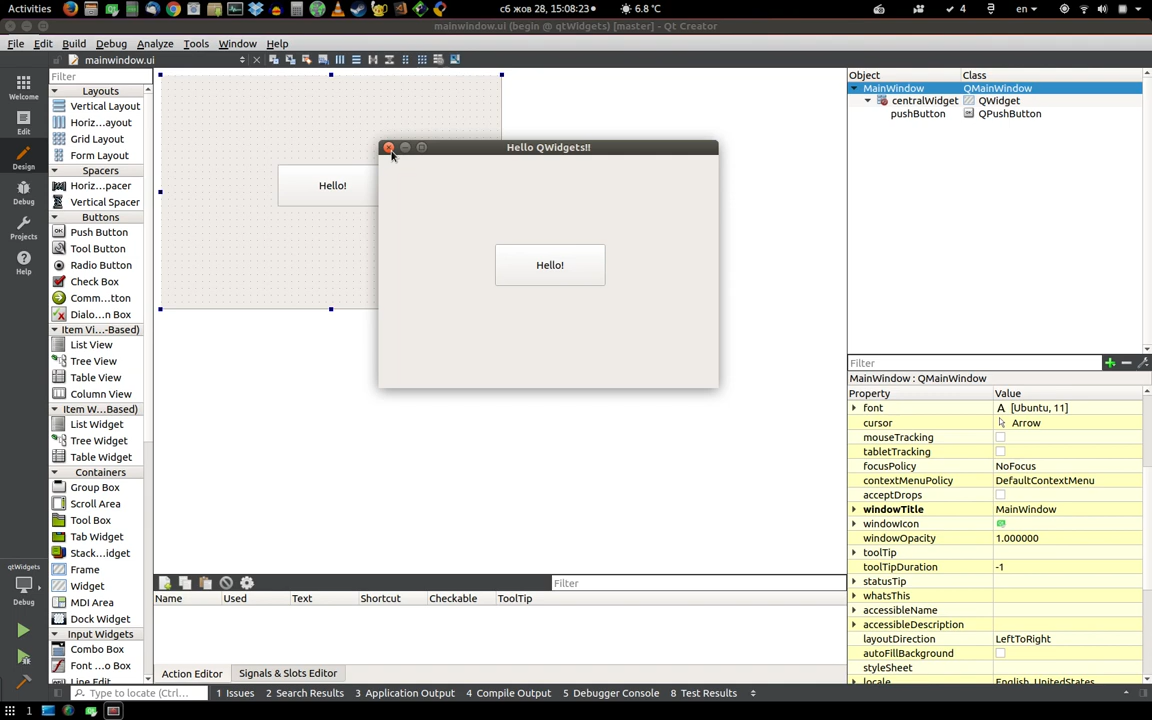 Activities
сб жов 28, 15:08:23
6.8 °C
4
en
mainwindow.ui (begin @ qtWidgets) [master] - Qt Creator
File Edit Build Debug Analyze Tools Window Help
mainwindow.ui
Welcome
Edit
Design
Debug
Projects
Help
qtWidgets
Debug
Filter
Layouts
Vertical Layout
Horiz...ayout
Grid Layout
Form Layout
Spacers
Horiz...pacer
Vertical Spacer
Buttons
Push Button
Tool Button
Radio Button
Check Box
Comm...tton
Dialo...n Box
Item Vi...-Based)
List View
Tree View
Table View
Column View
Item W...Based)
List Widget
Tree Widget
Table Widget
Containers
Group Box
Scroll Area
Tool Box
Tab Widget
Stack...idget
Frame
Widget
MDI Area
Dock Widget
Input Widgets
Combo Box
Font ...o Box
Line Edit
Hello!
Hello QWidgets!!
Hello!
Filter
Name Used Text Shortcut Checkable ToolTip
Action Editor Signals & Slots Editor
Object Class
MainWindow QMainWindow
centralWidget QWidget
pushButton QPushButton
Filter
MainWindow : QMainWindow
Property Value
font A [Ubuntu, 11]
cursor Arrow
mouseTracking
tabletTracking
focusPolicy NoFocus
contextMenuPolicy DefaultContextMenu
acceptDrops
windowTitle MainWindow
windowIcon
windowOpacity 1.000000
toolTip
toolTipDuration -1
statusTip
whatsThis
accessibleName
accessibleDescription
layoutDirection LeftToRight
autoFillBackground
styleSheet
locale English, UnitedStates
Type to locate (Ctrl...
1 Issues 2 Search Results 3 Application Output 4 Compile Output 5 Debugger Console 8 Test Results
1